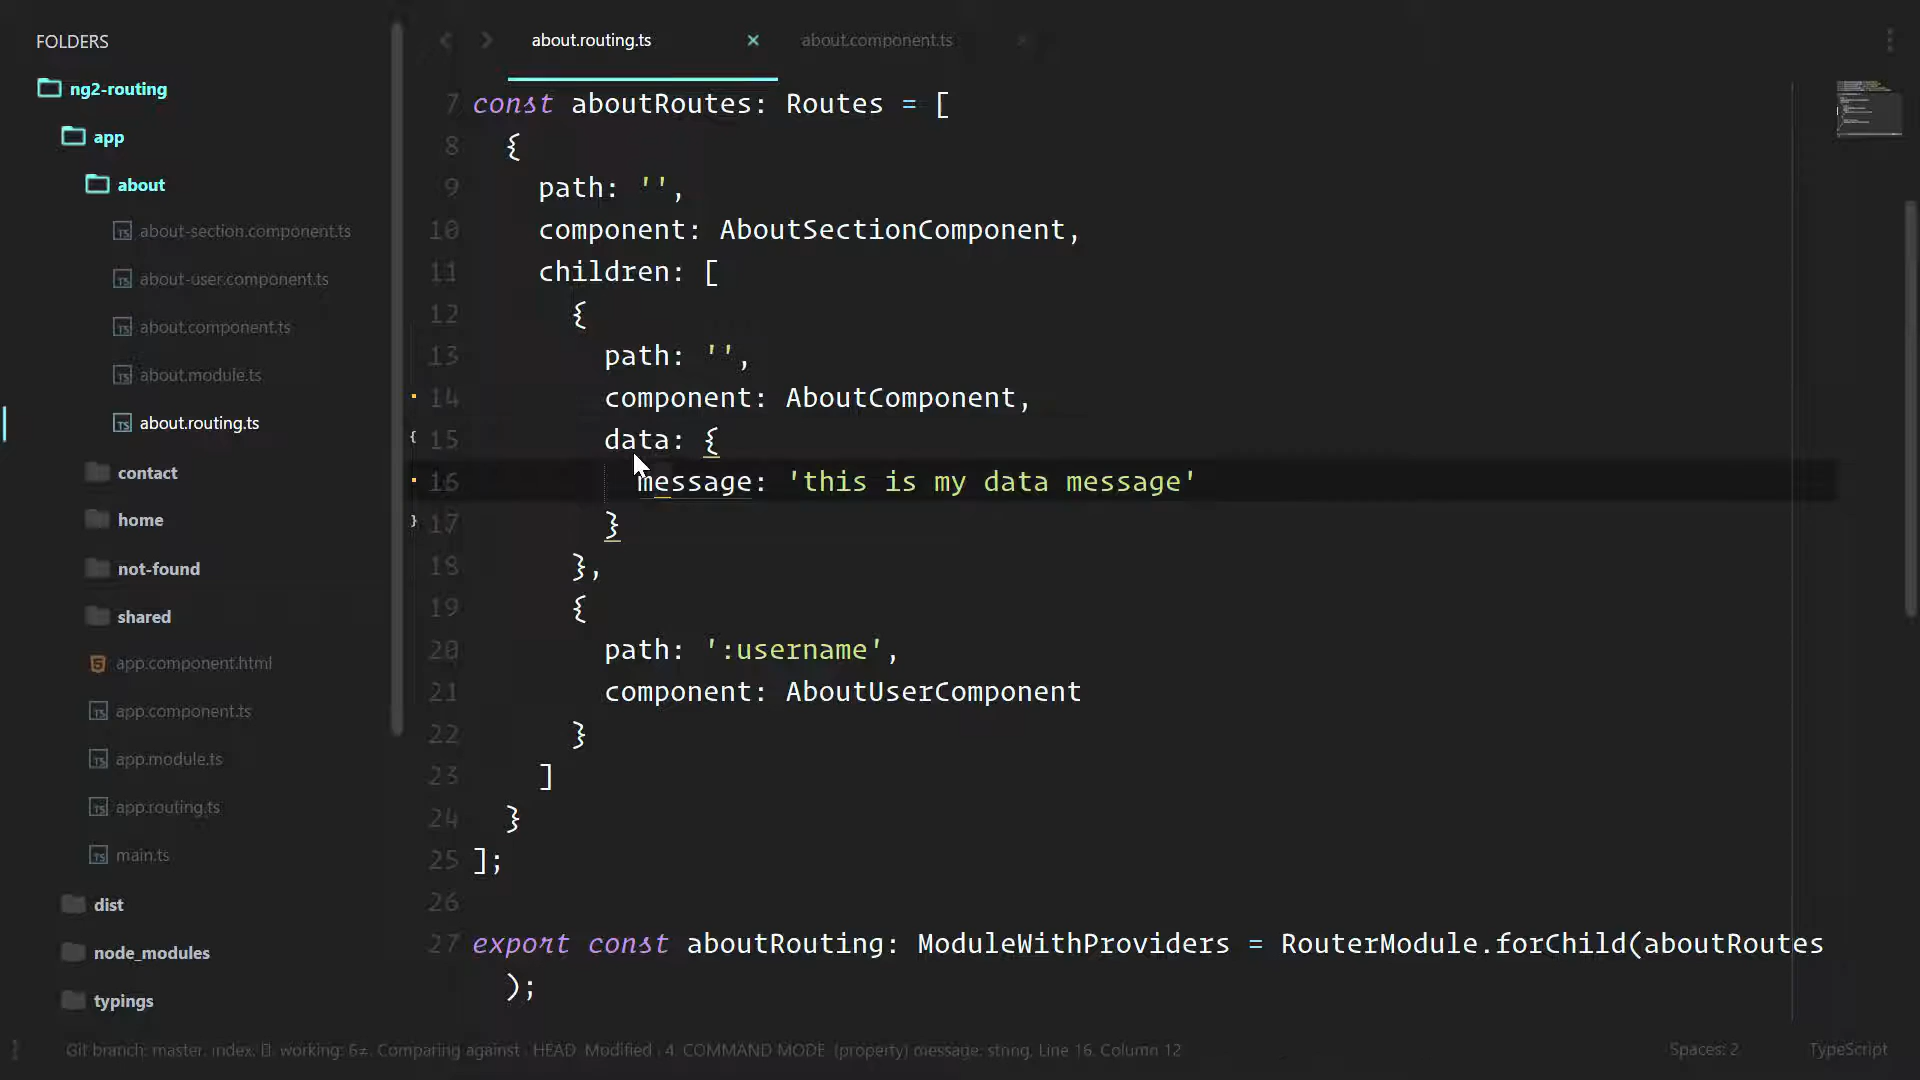 FOLDERS
ng2-routing
app
about
about-section.component.ts
about-user.component.ts
about.component.ts
about.module.ts
about.routing.ts
contact
home
not-found
shared
app.component.html
app.component.ts
app.module.ts
app.routing.ts
main.ts
dist
node_modules
typings
about.routing.ts
about.component.ts
7 const aboutRoutes: Routes = [
8 {
9 path: '',
10 component: AboutSectionComponent,
11 children: [
12 {
13 path: '',
14 component: AboutComponent,
15 data: {
16 message: 'this is my data message'
17 }
18 },
19 {
20 path: ':username',
21 component: AboutUserComponent
22 }
23 ]
24 }
25 ];
26
27 export const aboutRouting: ModuleWithProviders = RouterModule.forChild(aboutRoutes
);
Git branch: master, index: working: 6≠, Comparing against HEAD Modified 4, COMMAND MODE (property) message: string, Line 16, Column 12
Spaces: 2
TypeScript